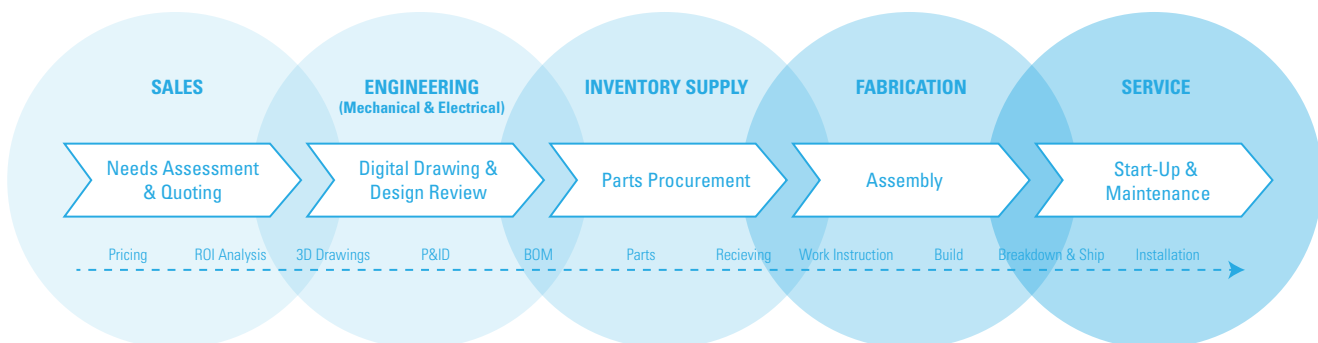 SALES
ENGINEERING
(Mechanical & Electrical)
INVENTORY SUPPLY
FABRICATION
SERVICE
Needs Assessment
& Quoting
Digital Drawing &
Design Review
Parts Procurement
Assembly
Start-Up &
Maintenance
Pricing
ROI Analysis
3D Drawings
P&ID
BOM
Parts
Recieving
Work Instruction
Build
Breakdown & Ship
Installation